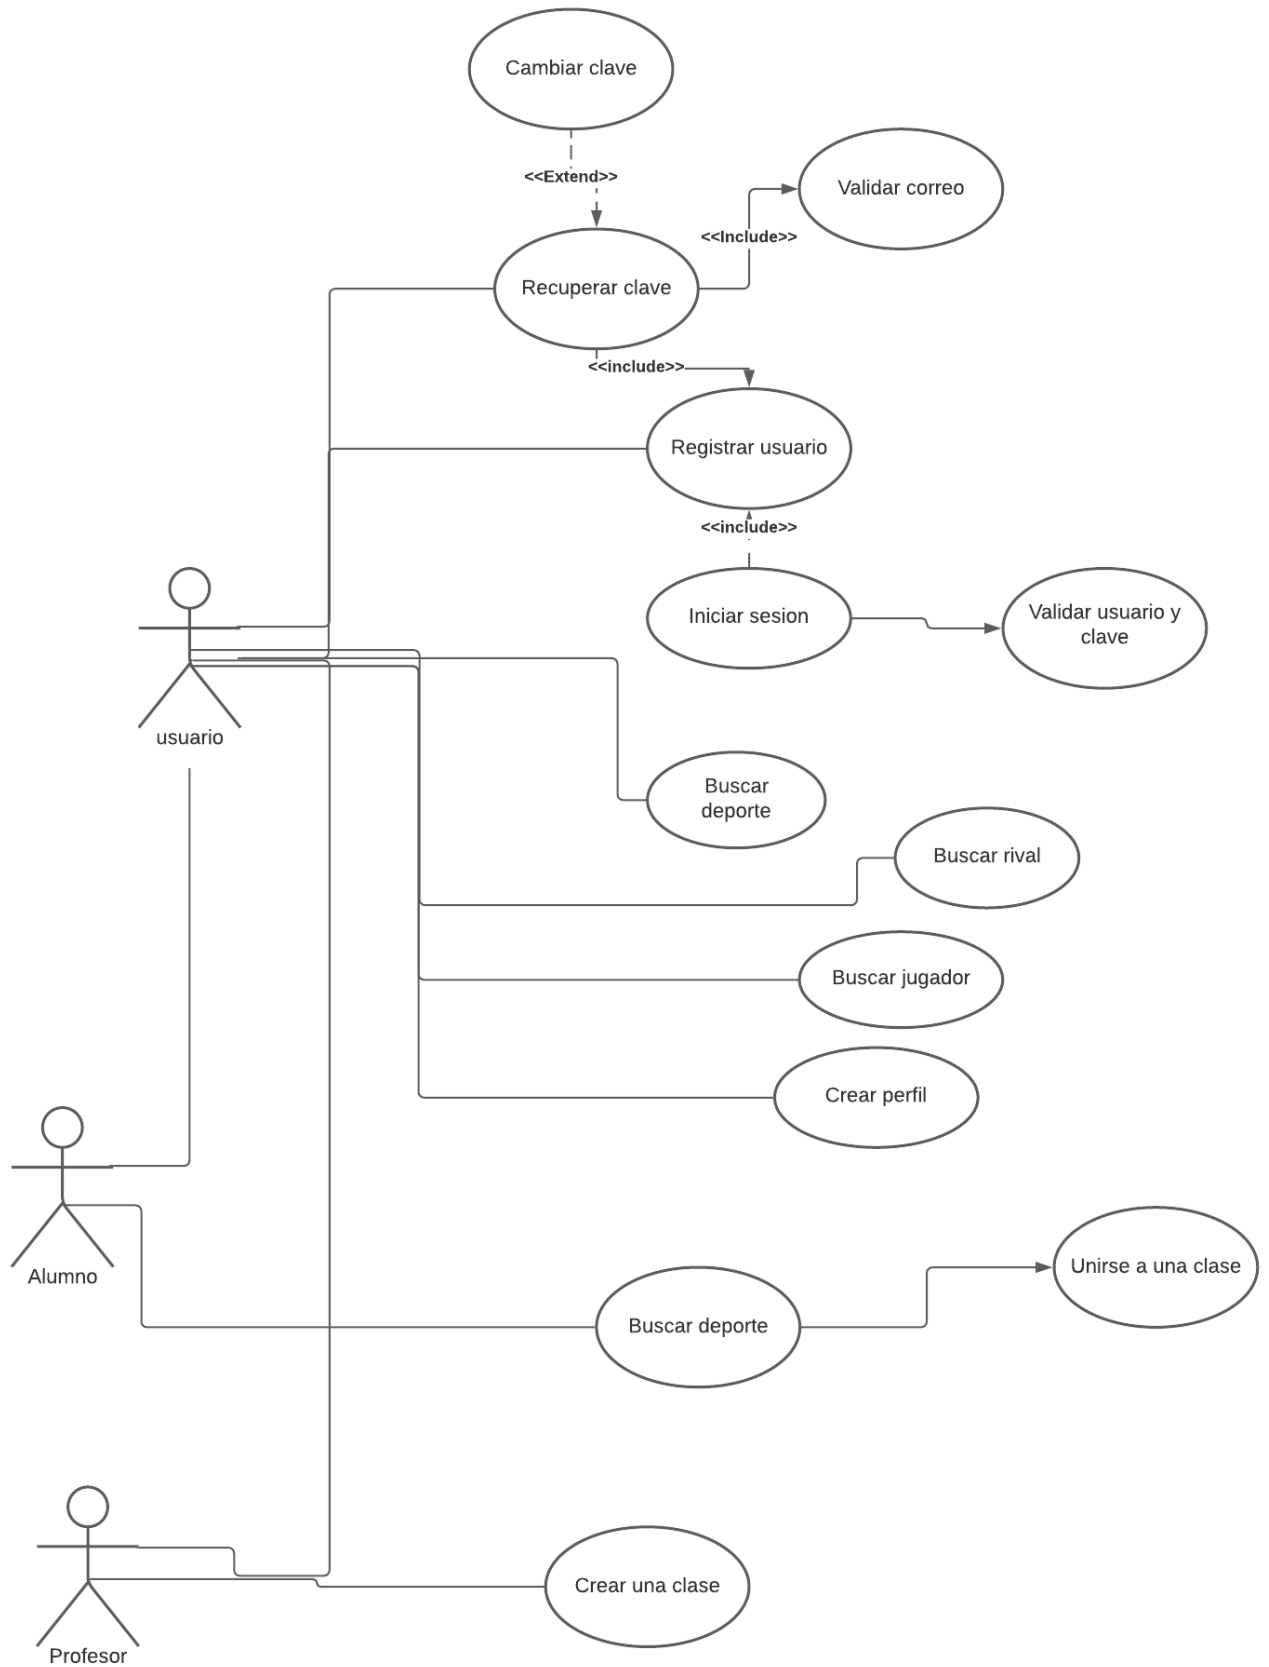 Cambiar clave
<<Extend>>
Validar correo
<<Include>>
Recuperar clave
<<include>>
Registrar usuario
<<include>>
Iniciar sesion
Validar usuario y
clave
usuario
Buscar
deporte
Buscar rival
Buscar jugador
Crear perfil
Alumno
Unirse a una clase
Buscar deporte
Crear una clase
Profesor